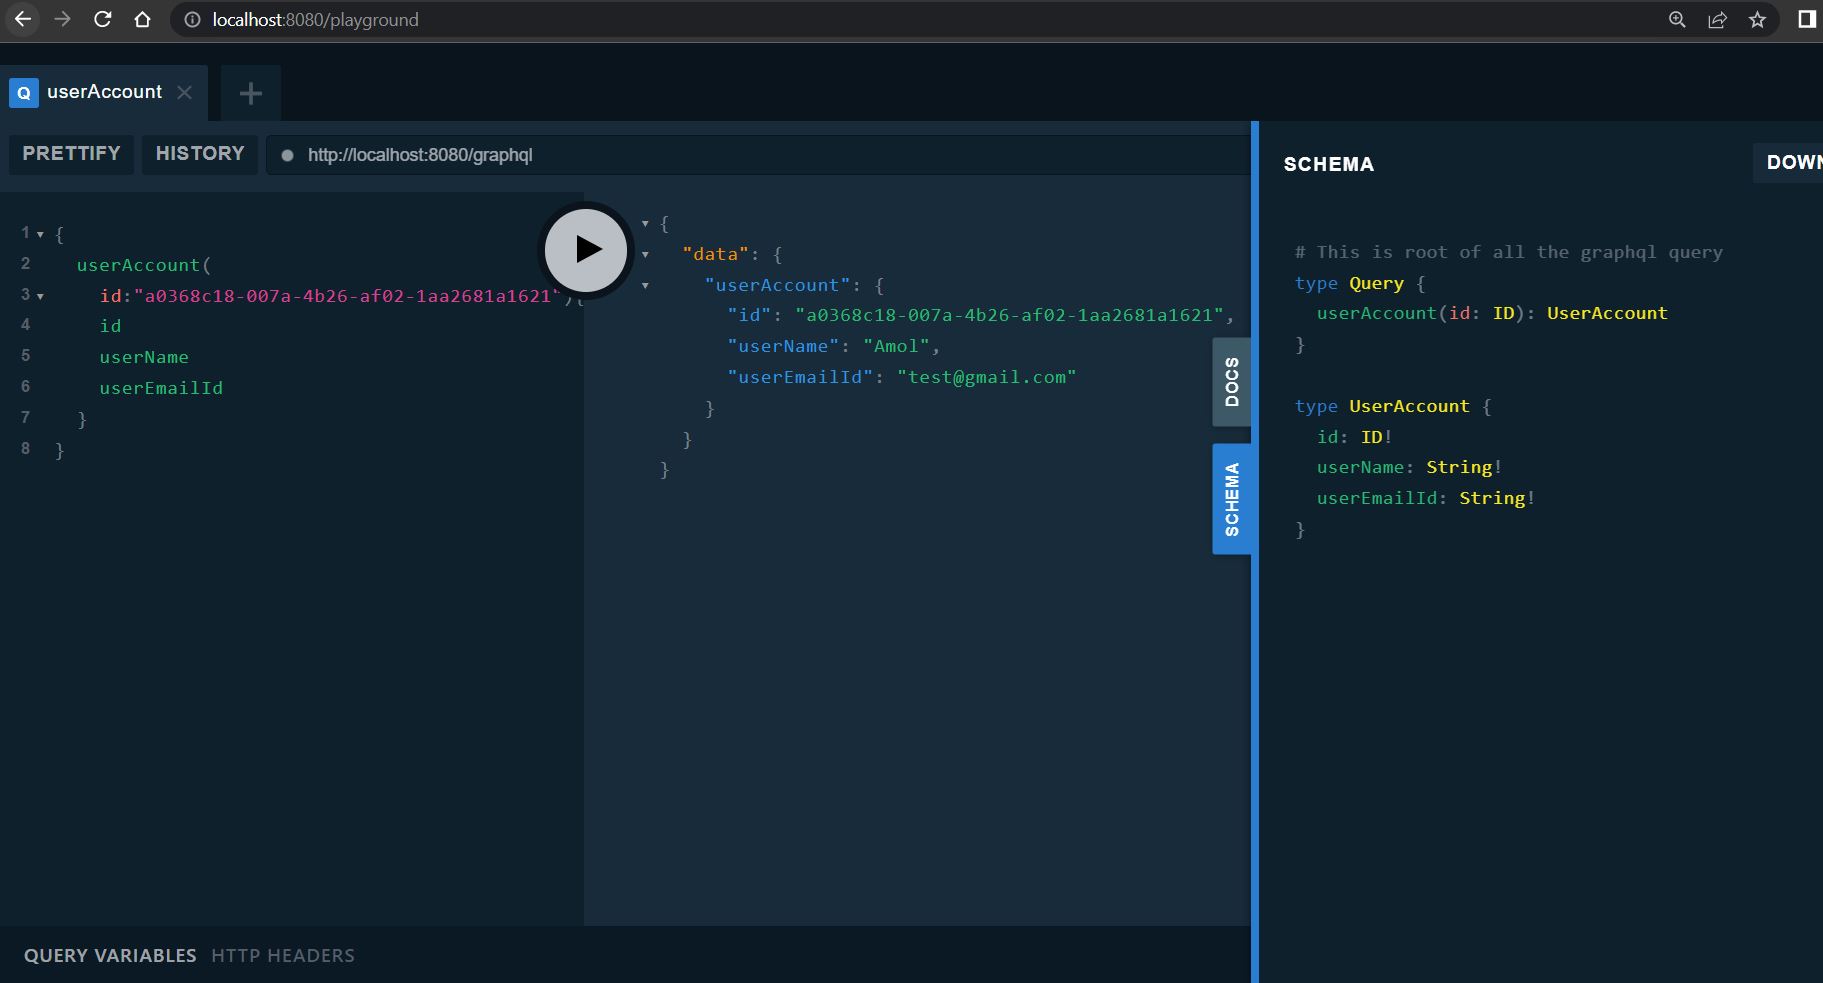 localhost:8080/playground
Q userAccount
PRETTIFY HISTORY http://localhost:8080/graphql
1 {
2 userAccount(
3 id:"a0368c18-007a-4b26-af02-1aa2681a1621"){
4 id
5 userName
6 userEmailId
7 }
8 }
{
"data": {
"userAccount": {
"id": "a0368c18-007a-4b26-af02-1aa2681a1621",
"userName": "Amol",
"userEmailId": "test@gmail.com"
}
}
}
DOCS
SCHEMA
SCHEMA DOWN
# This is root of all the graphql query
type Query {
userAccount(id: ID): UserAccount
}
type UserAccount {
id: ID!
userName: String!
userEmailId: String!
}
QUERY VARIABLES HTTP HEADERS